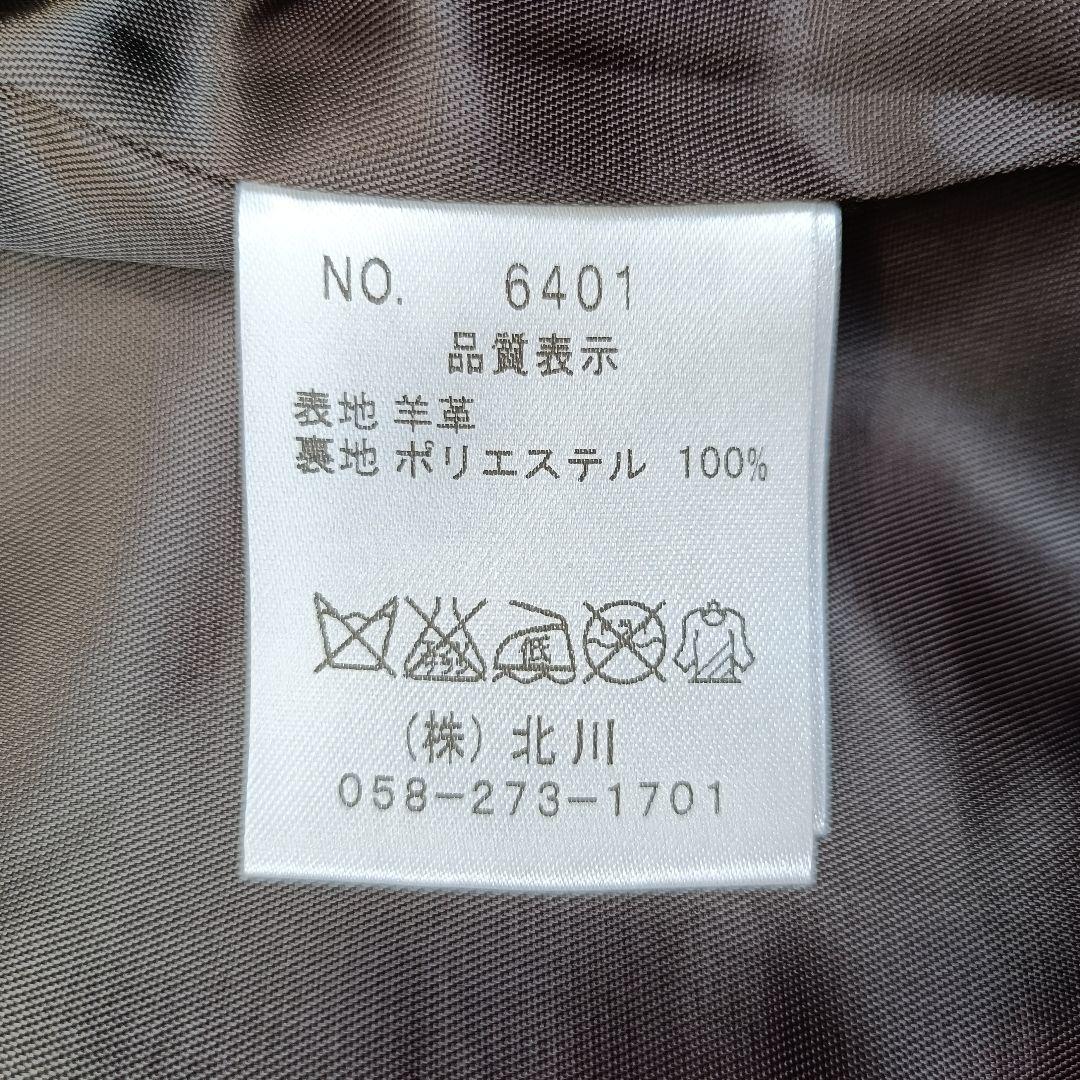 NO. 6401
品質表示
表地 羊革
裏地 ポリエステル 100%
低
(株) 北川
058-273-1701